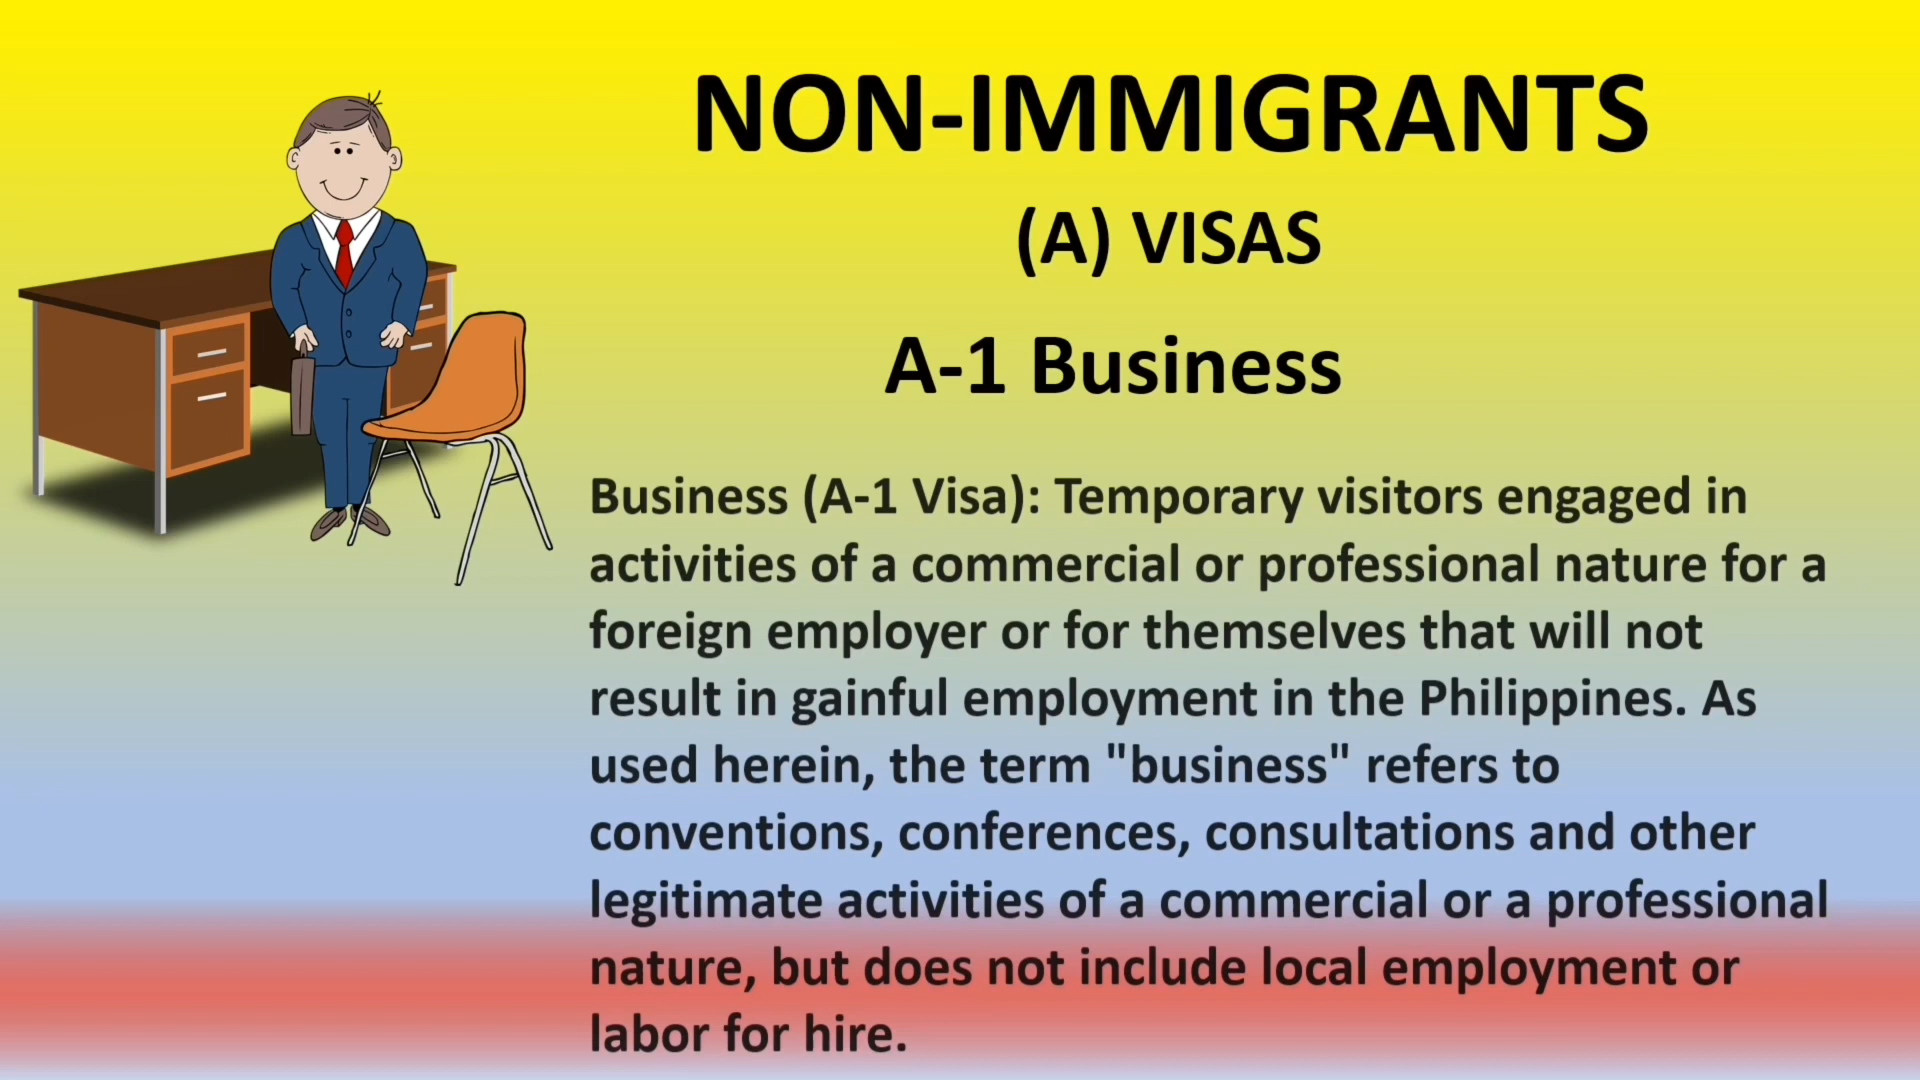 NON-IMMIGRANTS
(A) VISAS
A-1 Business
Business (A-1 Visa): Temporary visitors engaged in
activities of a commercial or professional nature for a
foreign employer or for themselves that will not
result in gainful employment in the Philippines. As
used herein, the term "business" refers to
conventions, conferences, consultations and other
legitimate activities of a commercial or a professional
nature, but does not include local employment or
labor for hire.